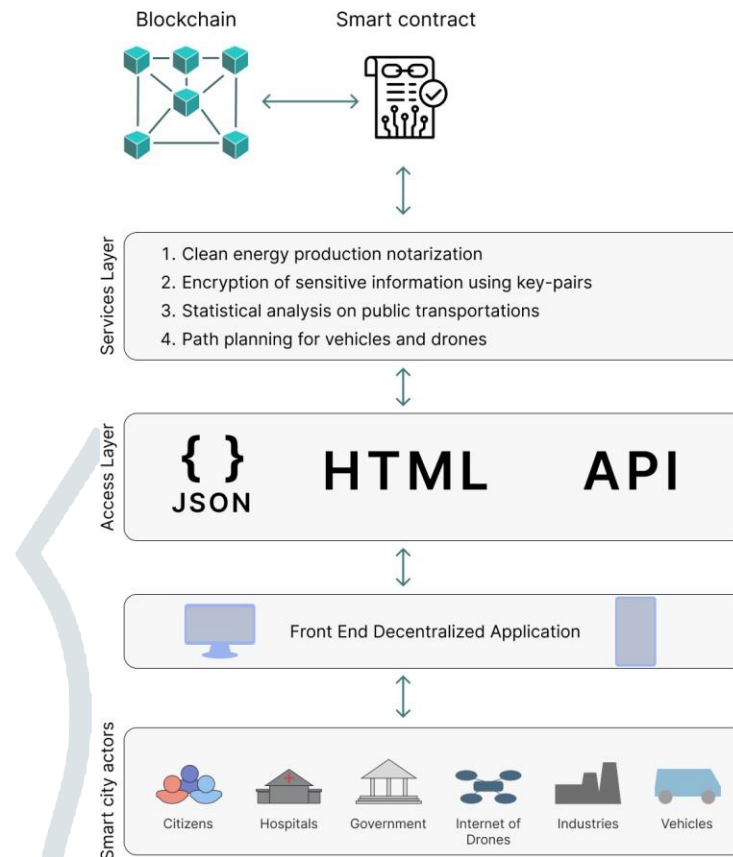 Blockchain
Smart contract
Services Layer
1. Clean energy production notarization
2. Encryption of sensitive information using key-pairs
3. Statistical analysis on public transportations
4. Path planning for vehicles and drones
Access Layer
{ }
JSON
HTML
API
Front End Decentralized Application
Smart city actors
Citizens
Hospitals
Government
Internet of
Drones
Industries
Vehicles